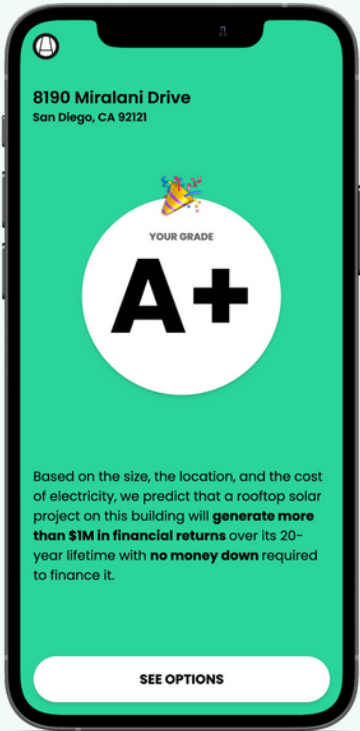 8190 Miralani Drive
San Diego, CA 92121
YOUR GRADE
A+
Based on the size, the location, and the cost
of electricity, we predict that a rooftop solar
project on this building will generate more
than $1M in financial returns over its 20-
year lifetime with no money down required
to finance it.
SEE OPTIONS